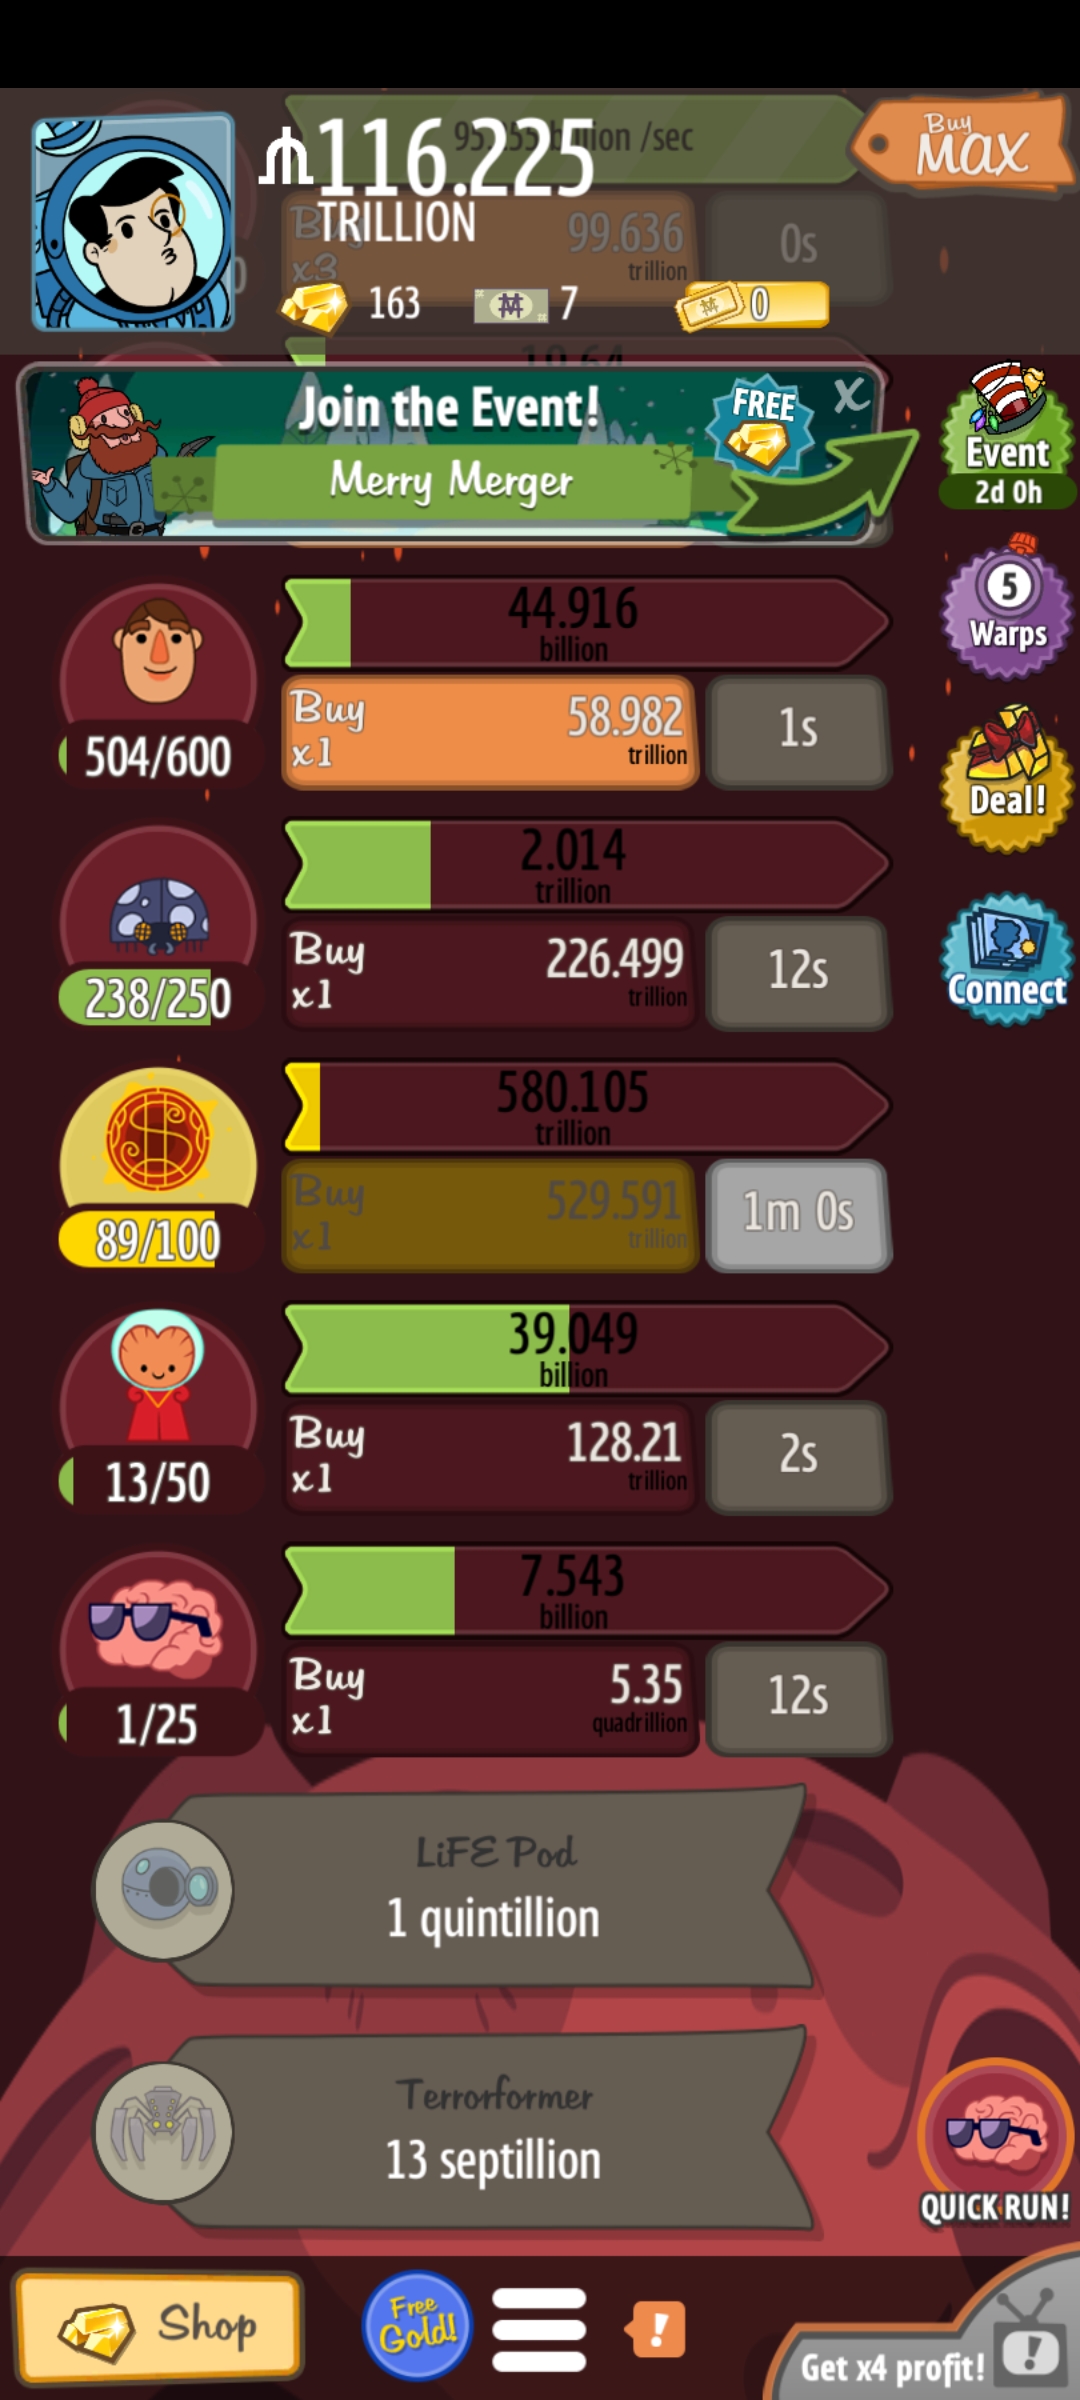 95.255 billion /sec
₼116.225
TRILLION
Buy
MAX
Buy
x3
99.636
trillion
0s
163
7
0
19.64
Join the Event!
Merry Merger
FREE
X
Event
2d 0h
5
Warps
Deal!
Connect
44.916
billion
504/600
Buy
x1
58.982
trillion
1s
2.014
trillion
238/250
Buy
x1
226.499
trillion
12s
580.105
trillion
89/100
Buy
x1
529.591
trillion
1m 0s
39.049
billion
13/50
Buy
x1
128.21
trillion
2s
7.543
billion
1/25
Buy
x1
5.35
quadrillion
12s
LiFE Pod
1 quintillion
Terrorformer
13 septillion
QUICK RUN!
Shop
Free
Gold!
!
Get x4 profit!
!